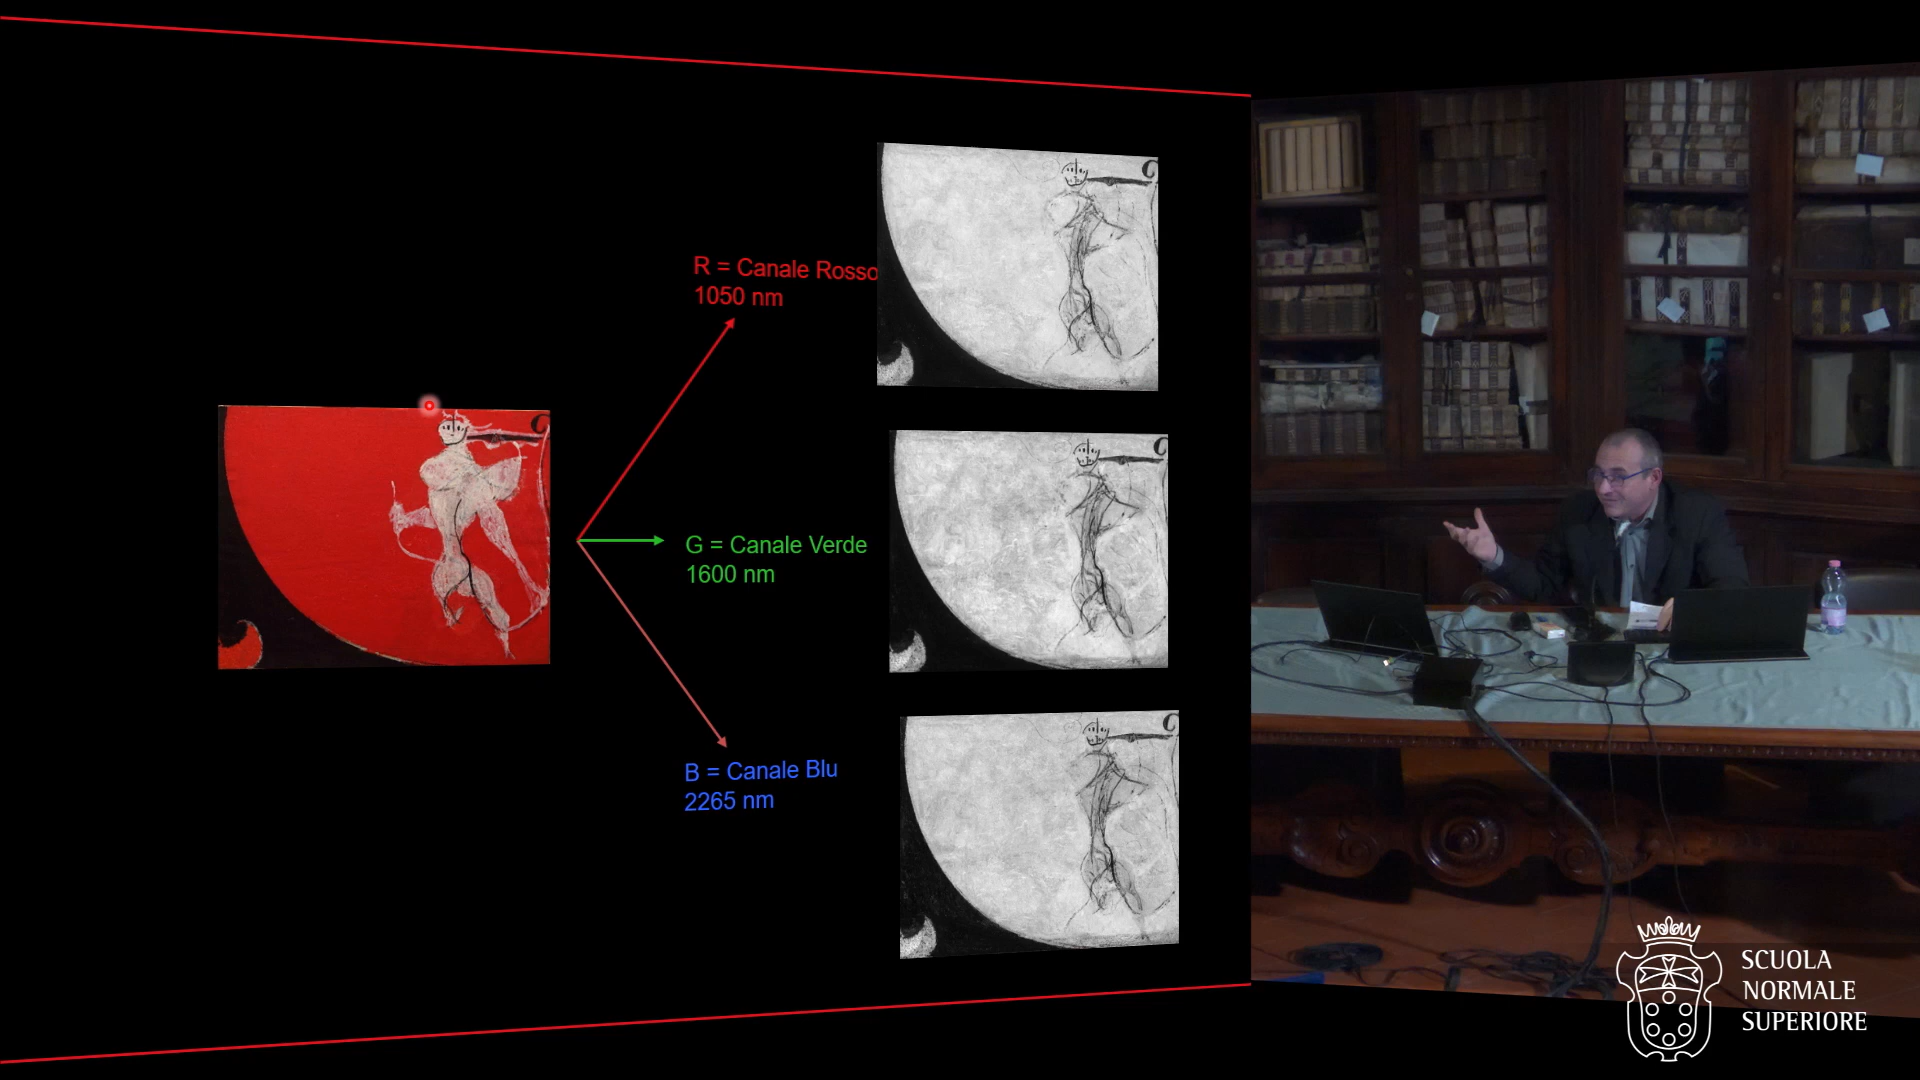 R = Canale Rosso
1050 nm
G = Canale Verde
1600 nm
B = Canale Blu
2265 nm
SCUOLA
NORMALE
SUPERIORE